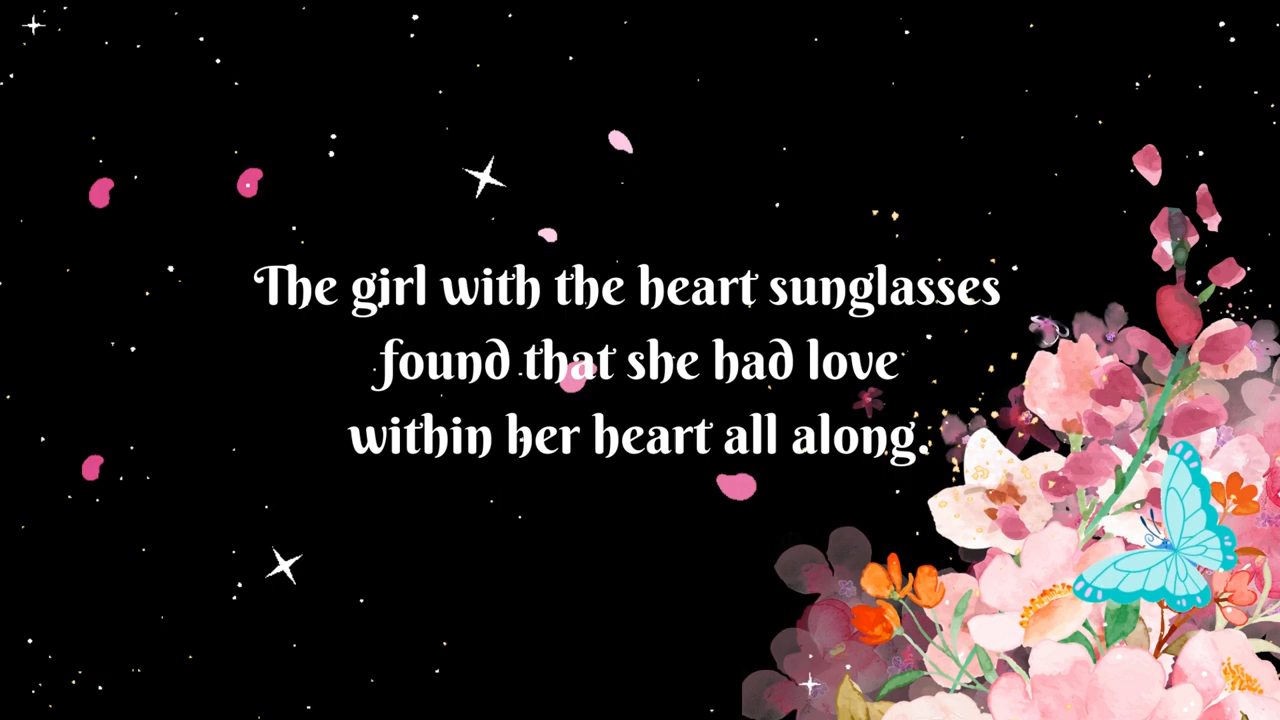 The girl with the heart sunglasses
found that she had love
within her heart all along.